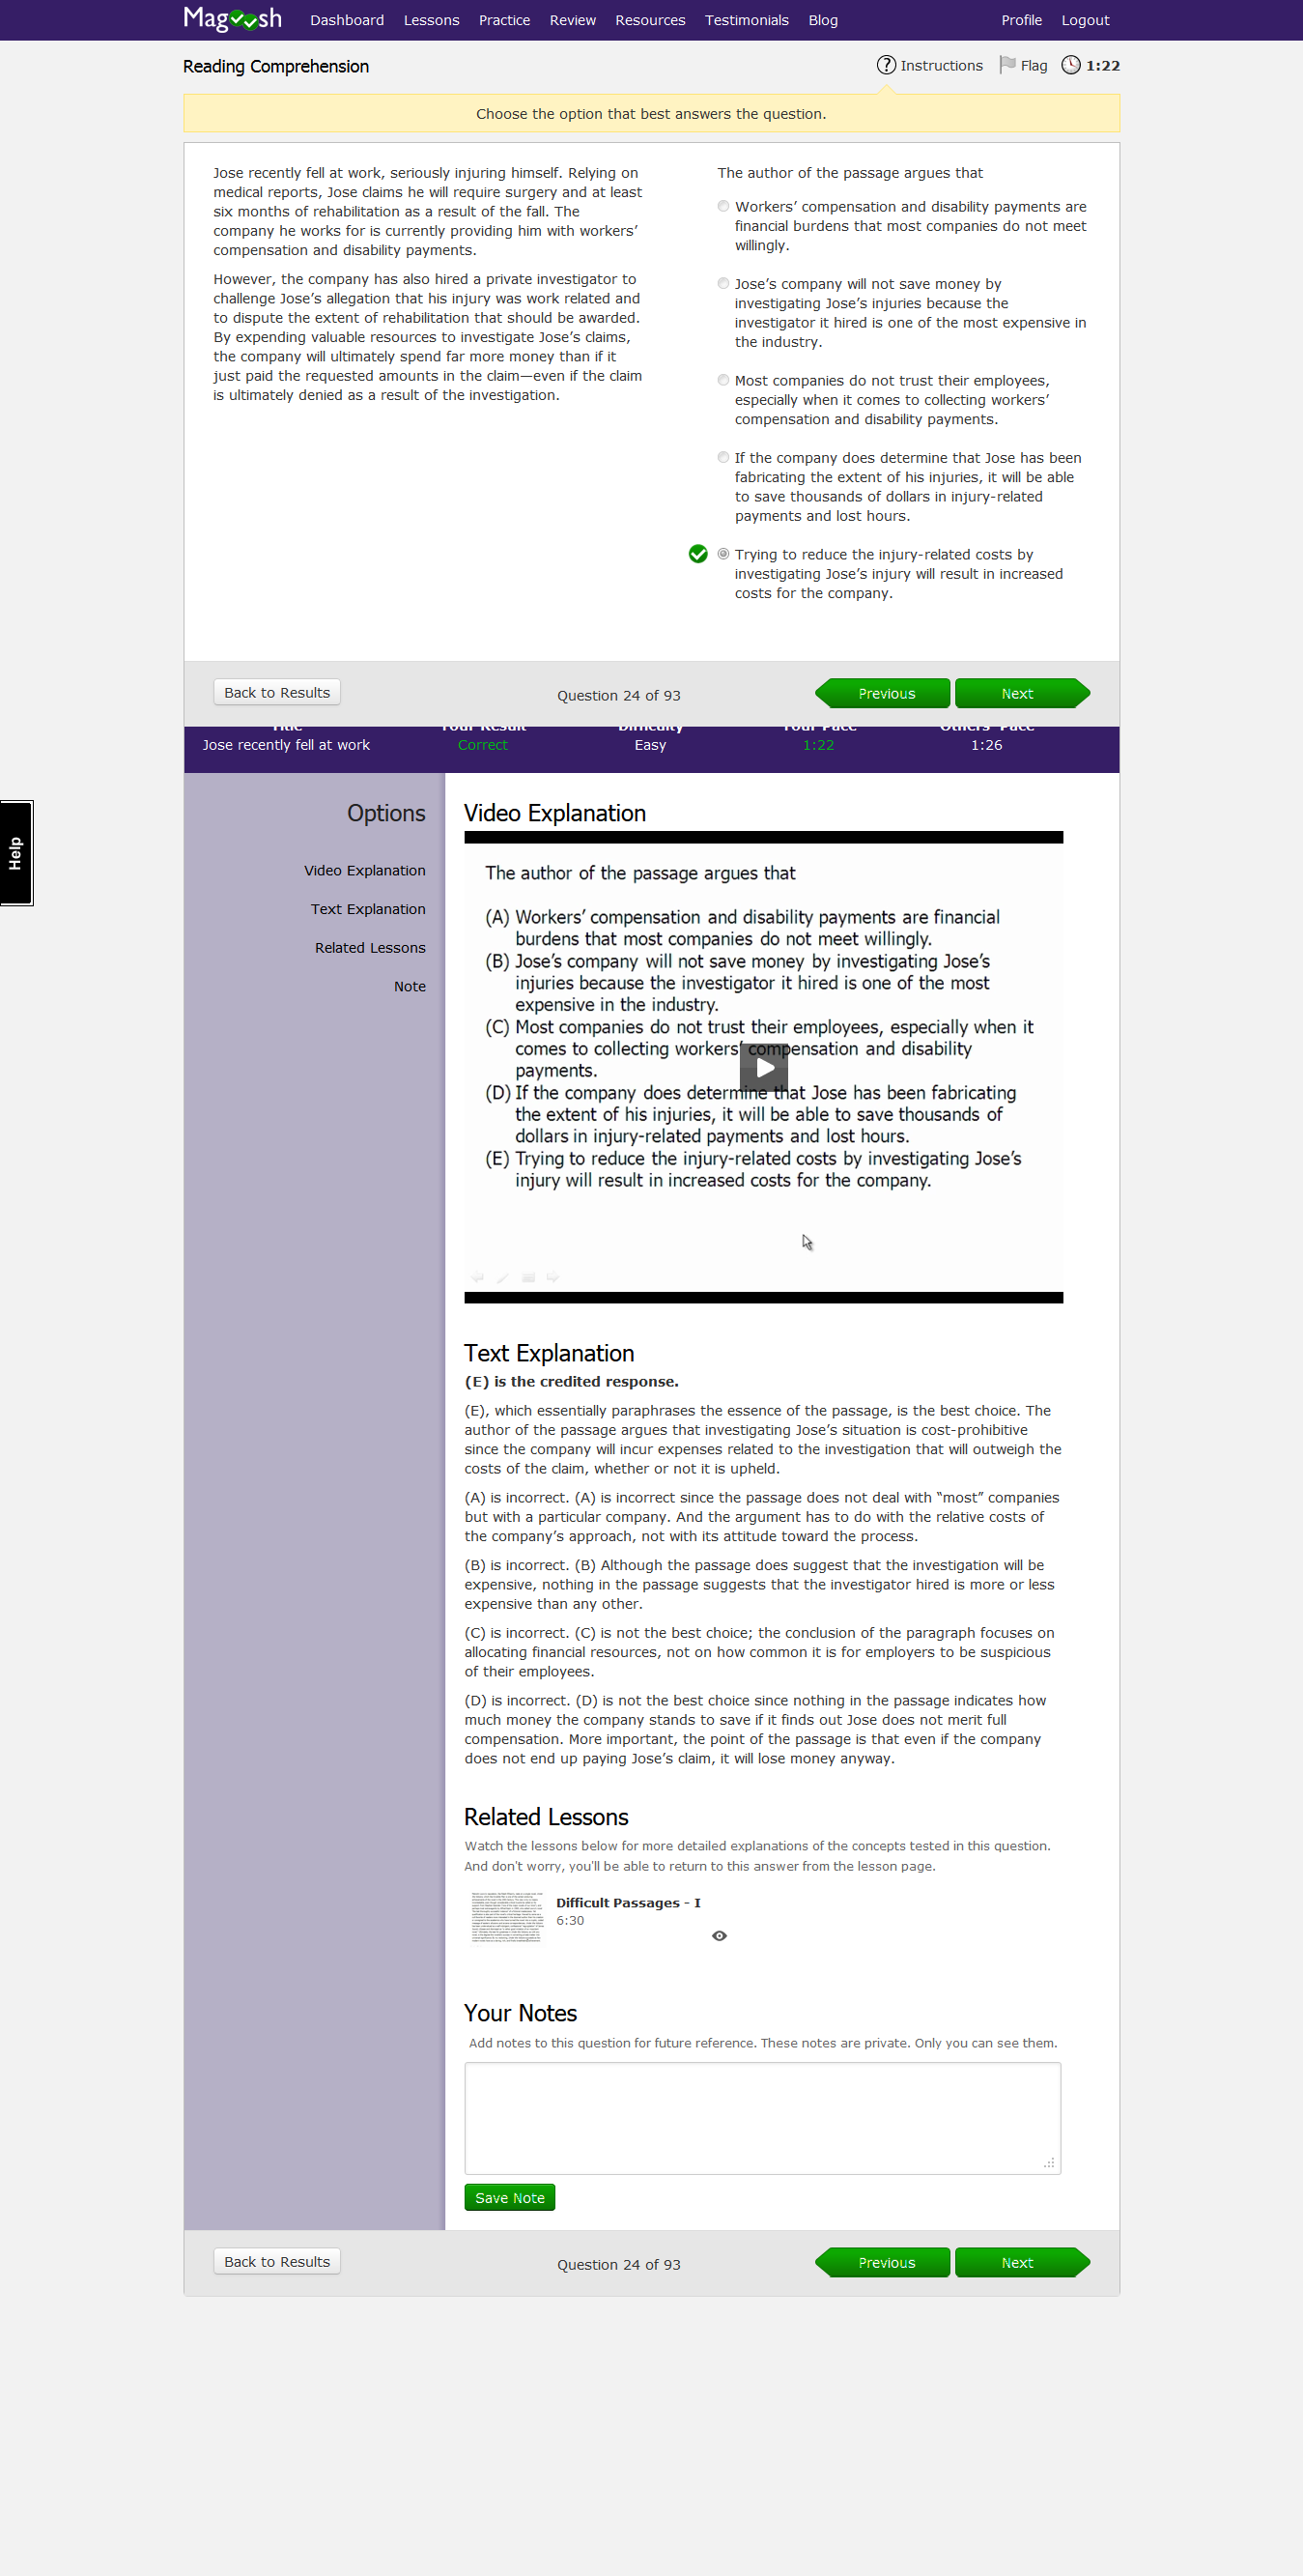 Magoosh Dashboard Lessons Practice Review Resources Testimonials Blog Profile Logout
Reading Comprehension
Instructions Flag 1:22
Choose the option that best answers the question.
Jose recently fell at work, seriously injuring himself. Relying on
medical reports, Jose claims he will require surgery and at least
six months of rehabilitation as a result of the fall. The
company he works for is currently providing him with workers’
compensation and disability payments.
However, the company has also hired a private investigator to
challenge Jose’s allegation that his injury was work related and
to dispute the extent of rehabilitation that should be awarded.
By expending valuable resources to investigate Jose’s claims,
the company will ultimately spend far more money than if it
just paid the requested amounts in the claim—even if the claim
is ultimately denied as a result of the investigation.
The author of the passage argues that
Workers’ compensation and disability payments are
financial burdens that most companies do not meet
willingly.
Jose’s company will not save money by
investigating Jose’s injuries because the
investigator it hired is one of the most expensive in
the industry.
Most companies do not trust their employees,
especially when it comes to collecting workers’
compensation and disability payments.
If the company does determine that Jose has been
fabricating the extent of his injuries, it will be able
to save thousands of dollars in injury-related
payments and lost hours.
Trying to reduce the injury-related costs by
investigating Jose’s injury will result in increased
costs for the company.
Back to Results Question 24 of 93 Previous Next
Title Your Result Difficulty Your Pace Others' Pace
Jose recently fell at work Correct Easy 1:22 1:26
Help
Options
Video Explanation
Text Explanation
Related Lessons
Note
Video Explanation
The author of the passage argues that
(A) Workers’ compensation and disability payments are financial
burdens that most companies do not meet willingly.
(B) Jose’s company will not save money by investigating Jose’s
injuries because the investigator it hired is one of the most
expensive in the industry.
(C) Most companies do not trust their employees, especially when it
comes to collecting workers’ compensation and disability
payments.
(D) If the company does determine that Jose has been fabricating
the extent of his injuries, it will be able to save thousands of
dollars in injury-related payments and lost hours.
(E) Trying to reduce the injury-related costs by investigating Jose’s
injury will result in increased costs for the company.
Text Explanation
(E) is the credited response.
(E), which essentially paraphrases the essence of the passage, is the best choice. The
author of the passage argues that investigating Jose’s situation is cost-prohibitive
since the company will incur expenses related to the investigation that will outweigh the
costs of the claim, whether or not it is upheld.
(A) is incorrect. (A) is incorrect since the passage does not deal with “most” companies
but with a particular company. And the argument has to do with the relative costs of
the company’s approach, not with its attitude toward the process.
(B) is incorrect. (B) Although the passage does suggest that the investigation will be
expensive, nothing in the passage suggests that the investigator hired is more or less
expensive than any other.
(C) is incorrect. (C) is not the best choice; the conclusion of the paragraph focuses on
allocating financial resources, not on how common it is for employers to be suspicious
of their employees.
(D) is incorrect. (D) is not the best choice since nothing in the passage indicates how
much money the company stands to save if it finds out Jose does not merit full
compensation. More important, the point of the passage is that even if the company
does not end up paying Jose’s claim, it will lose money anyway.
Related Lessons
Watch the lessons below for more detailed explanations of the concepts tested in this question.
And don't worry, you'll be able to return to this answer from the lesson page.
Difficult Passages - I
6:30
Your Notes
Add notes to this question for future reference. These notes are private. Only you can see them.
Save Note
Back to Results Question 24 of 93 Previous Next